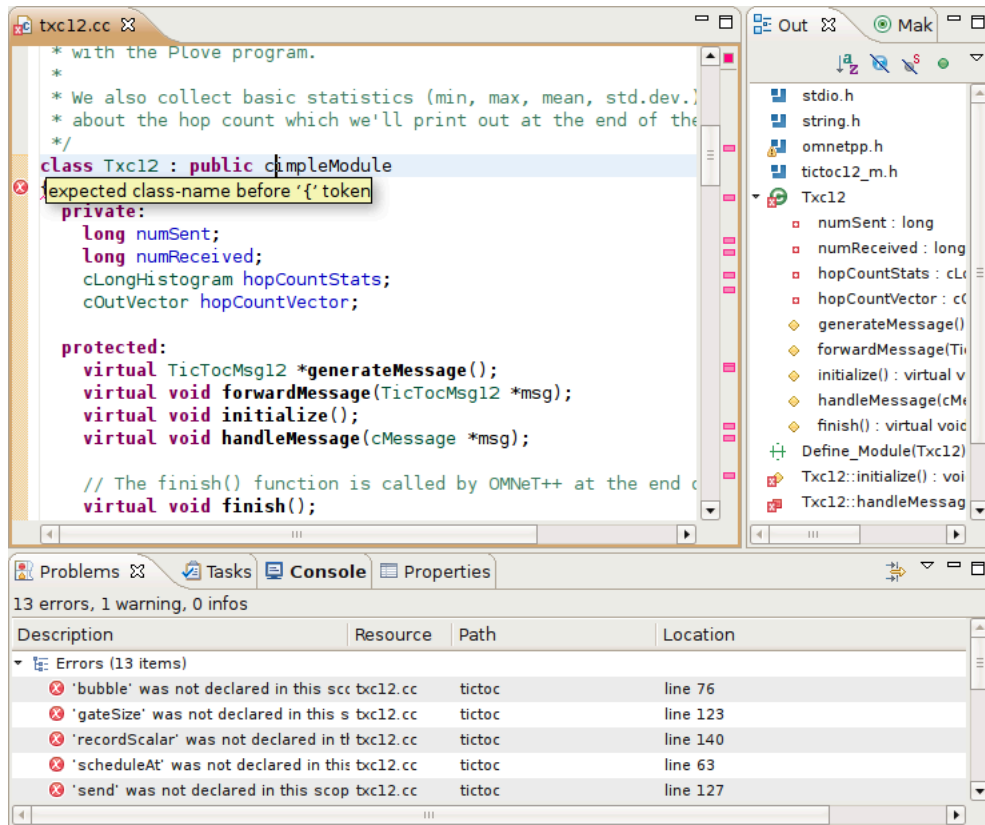 txc12.cc
* with the Plove program.
*
* We also collect basic statistics (min, max, mean, std.dev.)
* about the hop count which we'll print out at the end of the
*/
class Txc12 : public cimpleModule
expected class-name before ‘{’ token
private:
long numSent;
long numReceived;
cLongHistogram hopCountStats;
cOutVector hopCountVector;
protected:
virtual TicTocMsg12 *generateMessage();
virtual void forwardMessage(TicTocMsg12 *msg);
virtual void initialize();
virtual void handleMessage(cMessage *msg);
// The finish() function is called by OMNeT++ at the end
virtual void finish();
Out Mak
stdio.h
string.h
omnetpp.h
tictoc12_m.h
Txc12
numSent : long
numReceived : long
hopCountStats : cLo
hopCountVector : cO
generateMessage()
forwardMessage(Tic
initialize() : virtual v
handleMessage(cMe
finish() : virtual void
Define_Module(Txc12)
Txc12::initialize() : voi
Txc12::handleMessag
Problems Tasks Console Properties
13 errors, 1 warning, 0 infos
Description Resource Path Location
Errors (13 items)
'bubble' was not declared in this sco txc12.cc tictoc line 76
'gateSize' was not declared in this s txc12.cc tictoc line 123
'recordScalar' was not declared in th txc12.cc tictoc line 140
'scheduleAt' was not declared in this txc12.cc tictoc line 63
'send' was not declared in this scop txc12.cc tictoc line 127